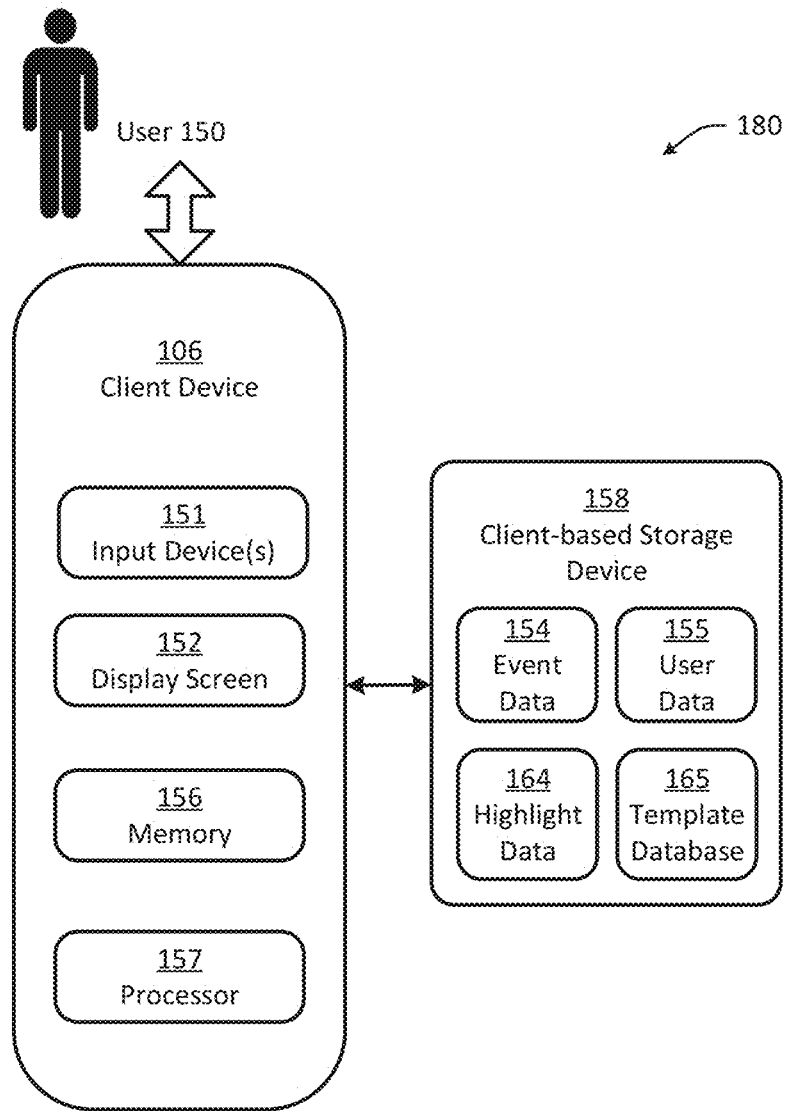 User 150
180
106
Client Device
151
Input Device(s)
152
Display Screen
156
Memory
157
Processor
158
Client-based Storage
Device
154
Event
Data
155
User
Data
164
Highlight
Data
165
Template
Database